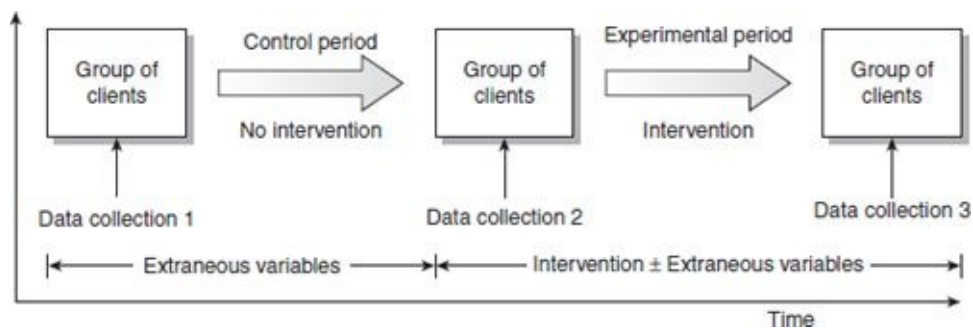 Group of
clients
Control period
No intervention
Group of
clients
Experimental period
Intervention
Group of
clients
Data collection 1
Data collection 2
Data collection 3
Extraneous variables
Intervention ± Extraneous variables
Time